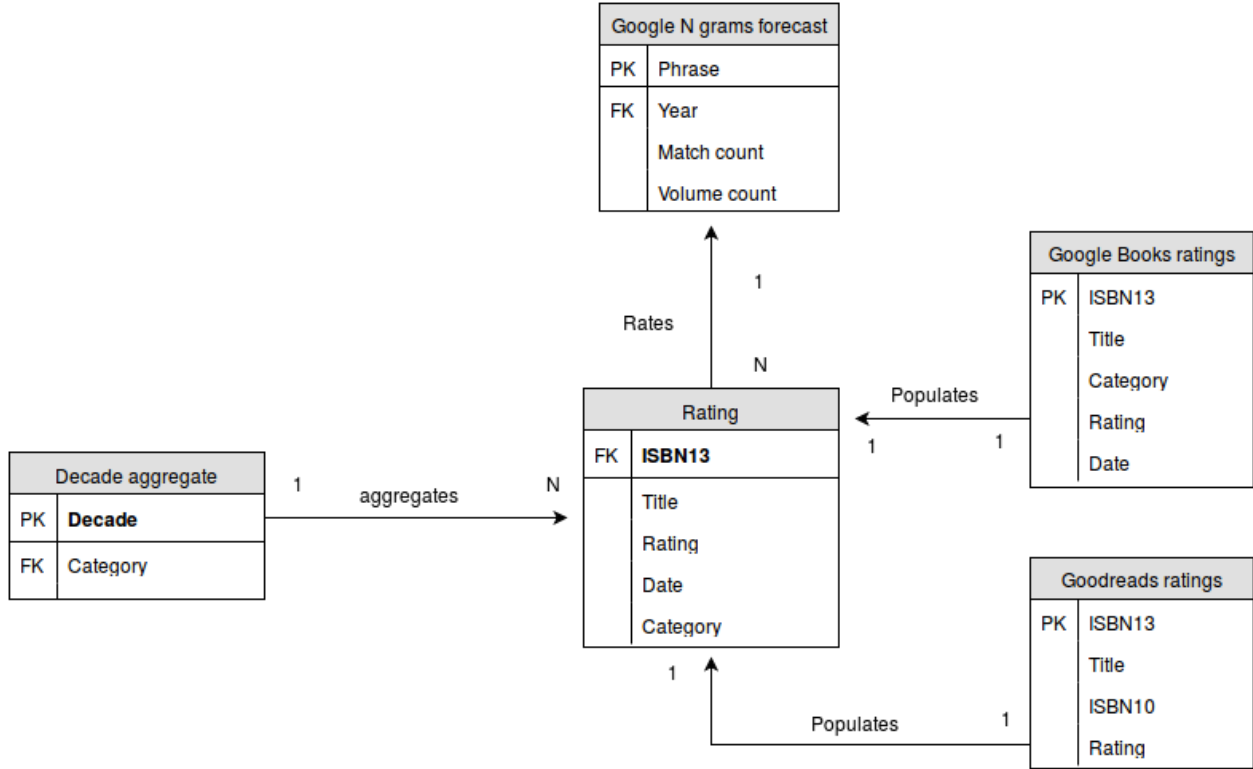 Google N grams forecast
PK Phrase
FK Year
Match count
Volume count
1
Rates
N
Google Books ratings
PK ISBN13
Title
Category
Rating
Date
Populates
1
1
Rating
FK ISBN13
Title
Rating
Date
Category
Decade aggregate
PK Decade
FK Category
1
aggregates
N
Goodreads ratings
PK ISBN13
Title
ISBN10
Rating
1
Populates
1